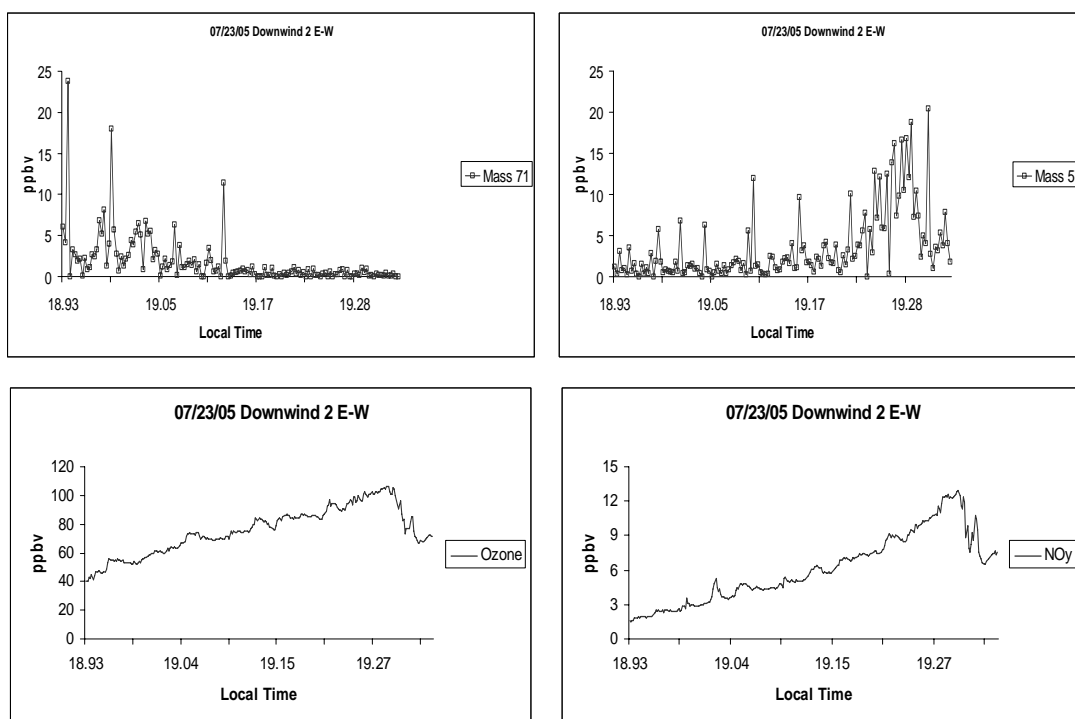 07/23/05 Downwind 2 E-W
25
20
15
10
5
0
ppbv
18.93 19.05 19.17 19.28
Local Time
Mass 71
07/23/05 Downwind 2 E-W
25
20
15
10
5
0
ppbv
18.93 19.05 19.17 19.28
Local Time
Mass 5
07/23/05 Downwind 2 E-W
120
100
80
60
40
20
0
ppbv
18.93 19.04 19.15 19.27
Local Time
Ozone
07/23/05 Downwind 2 E-W
15
12
9
6
3
0
ppbv
18.93 19.04 19.15 19.27
Local Time
NOy